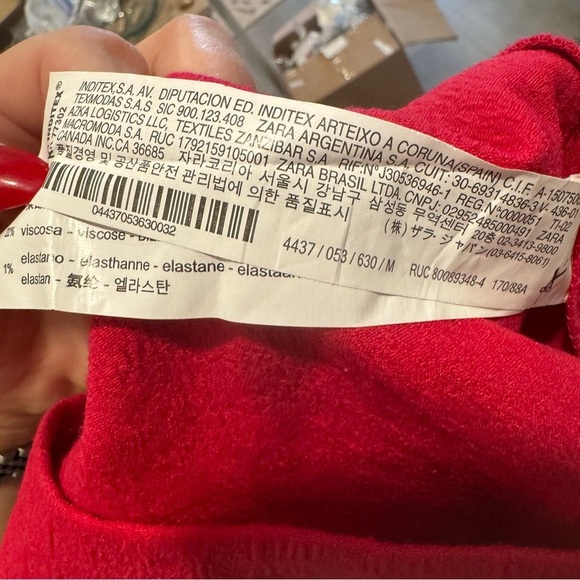 INDITEX, S.A. AV. DIPUTACION ED. INDITEX ARTEIXO A CORUNA(SPAIN) C.I.F. A-150750
TEXMODAS S.A.S SIC 900.123.408 ZARA ARGENTINA S.A. CUIT: 30-69314836-3
AZKA LOGISTICS LLC, TEXTILES ZANZIBAR S.A. RIF:Nº J30536946-1 REG N-0000051 TI-02
MACROMODA S.A. RUC 1792159105001 ZARA BRASIL LTDA. CNPJ. 02952485000491 ZARA
CANADA INC. CA 36685 자라코리아 서울시 강남구 삼성동 무역센타 20층 02-3413-9800
품질경영 및 공산품안전 관리법에 의한 품질표시 (株) ザラ・ジャパン(03-6415-8061)
04437053630032
4437 / 053 / 630 / M RUC 80089348-4 170/88A
viscosa - viscose -
1% elastano - elasthanne - elastane -
elastan - 氨纶 - 엘라스탄